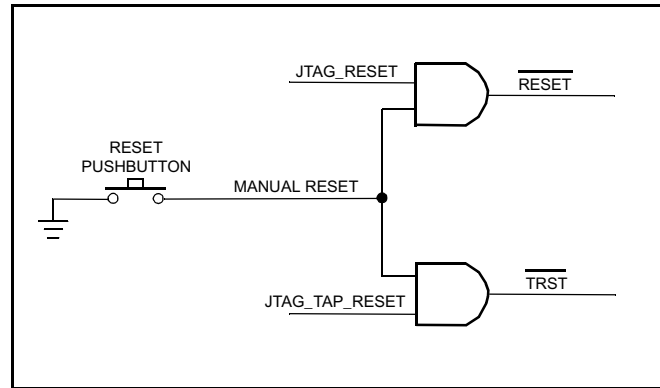 JTAG_RESET
RESET
RESET
PUSHBUTTON
MANUAL RESET
JTAG_TAP_RESET
TRST